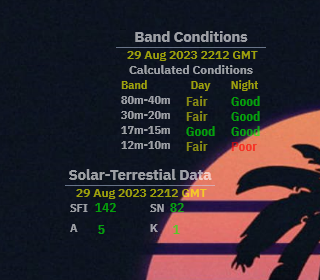 Band Conditions
29 Aug 2023 2212 GMT
Calculated Conditions
Band Day Night
80m-40m Fair Good
30m-20m Fair Good
17m-15m Good Good
12m-10m Fair Poor
Solar-Terrestial Data
29 Aug 2023 2212 GMT
SFI 142 SN 82
A 5 K